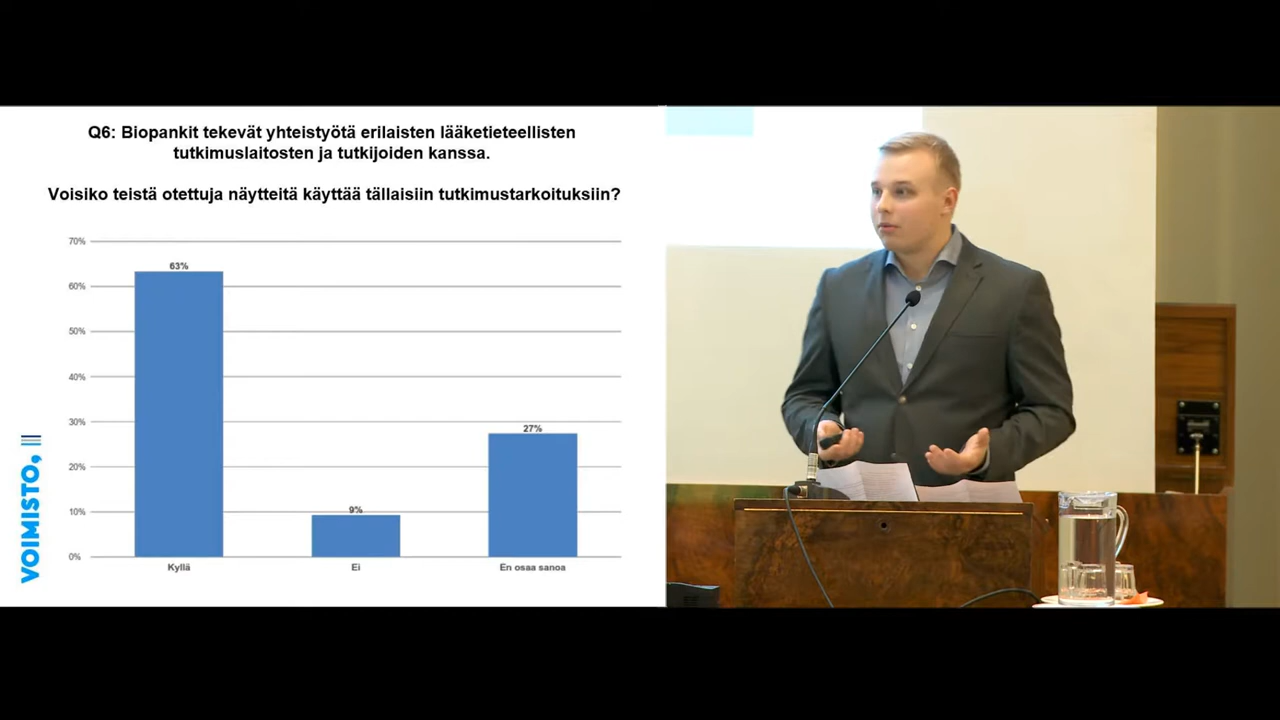 Q6: Biopankit tekevät yhteistyötä erilaisten lääketieteellisten
tutkimuslaitosten ja tutkijoiden kanssa.
Voisiko teistä otettuja näytteitä käyttää tällaisiin tutkimustarkoituksiin?
70%
60%
50%
40%
30%
20%
10%
0%
63%
9%
27%
Kyllä
Ei
En osaa sanoa
VOIMISTO,